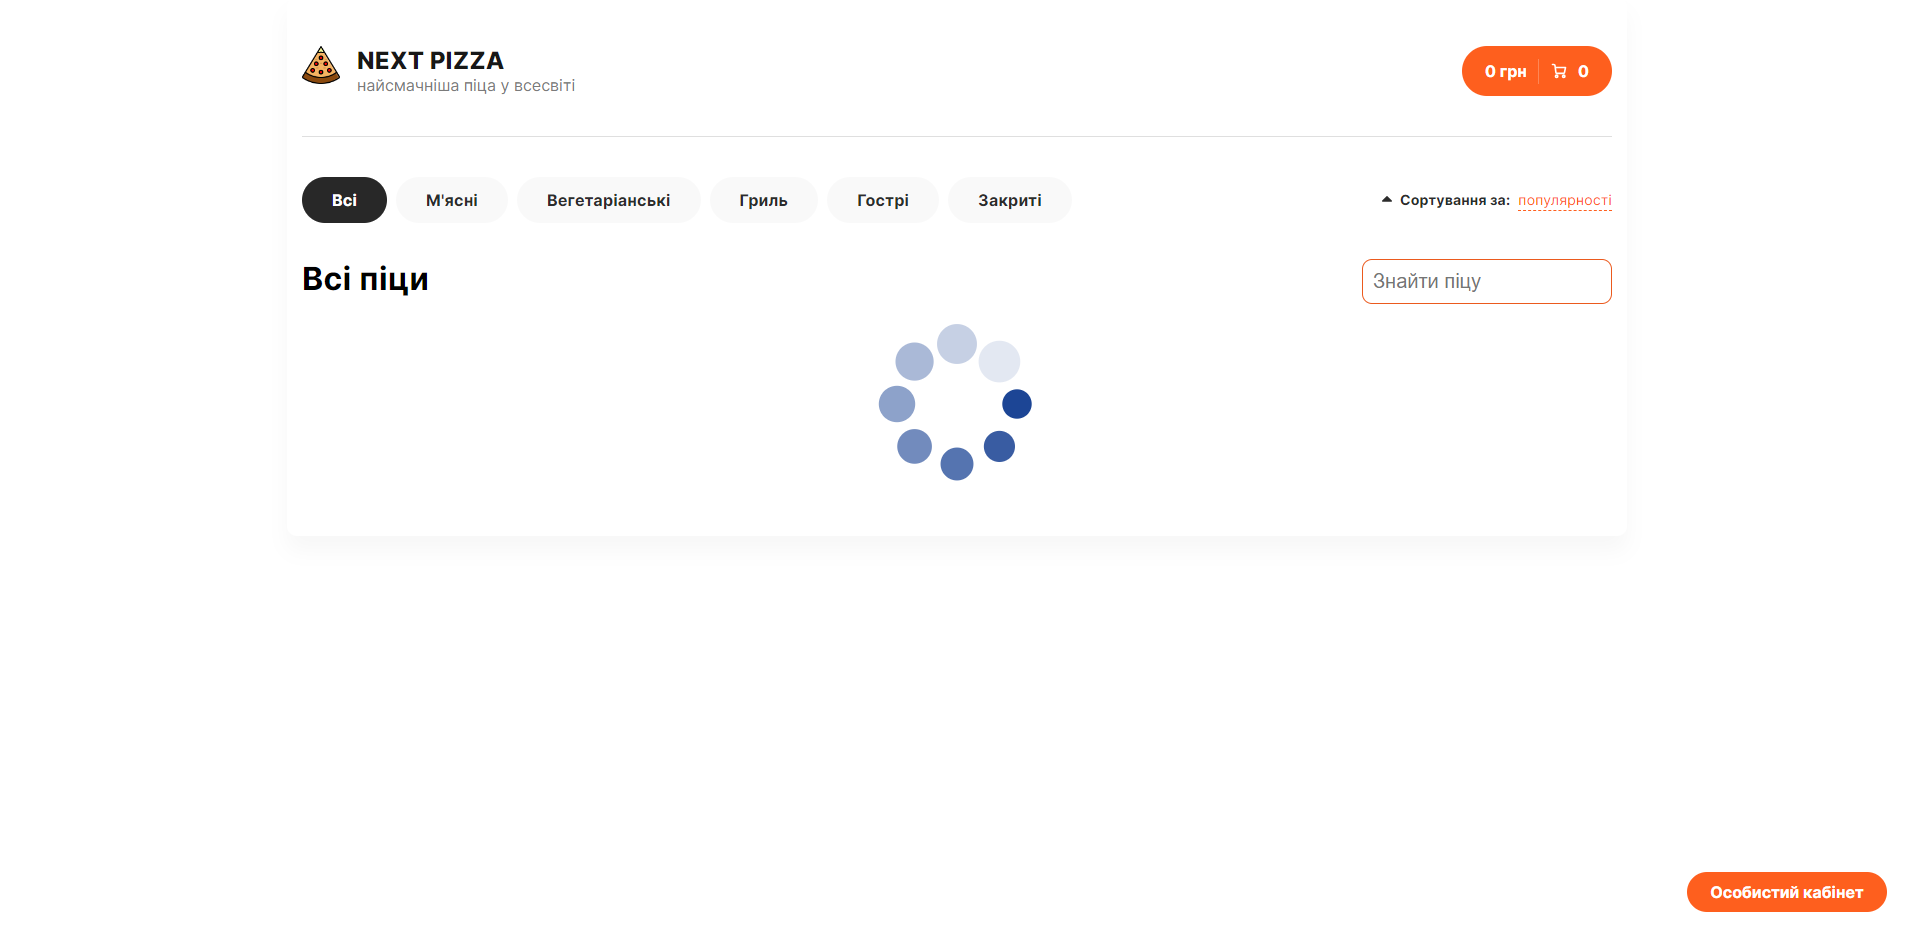 NEXT PIZZA
найсмачніша піца у всесвіті
0 грн 0
Всі М'ясні Вегетаріанські Гриль Гострі Закриті
Сортування за: популярності
Всі піци
Знайти піцу
Особистий кабінет